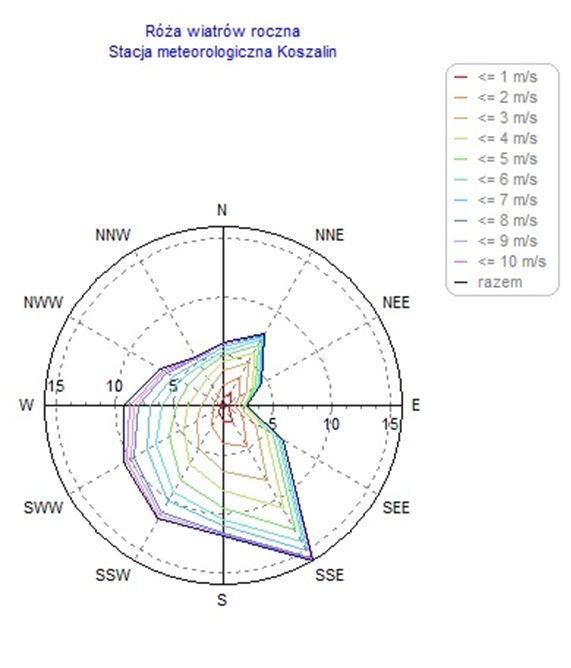 Róża wiatrów roczna
Stacja meteorologiczna Koszalin
<= 1 m/s
<= 2 m/s
<= 3 m/s
<= 4 m/s
<= 5 m/s
<= 6 m/s
<= 7 m/s
<= 8 m/s
<= 9 m/s
<= 10 m/s
razem
N
NNW
NNE
NWW
NEE
15
10
5
W
E
5
10
15
SWW
SEE
SSW
SSE
S